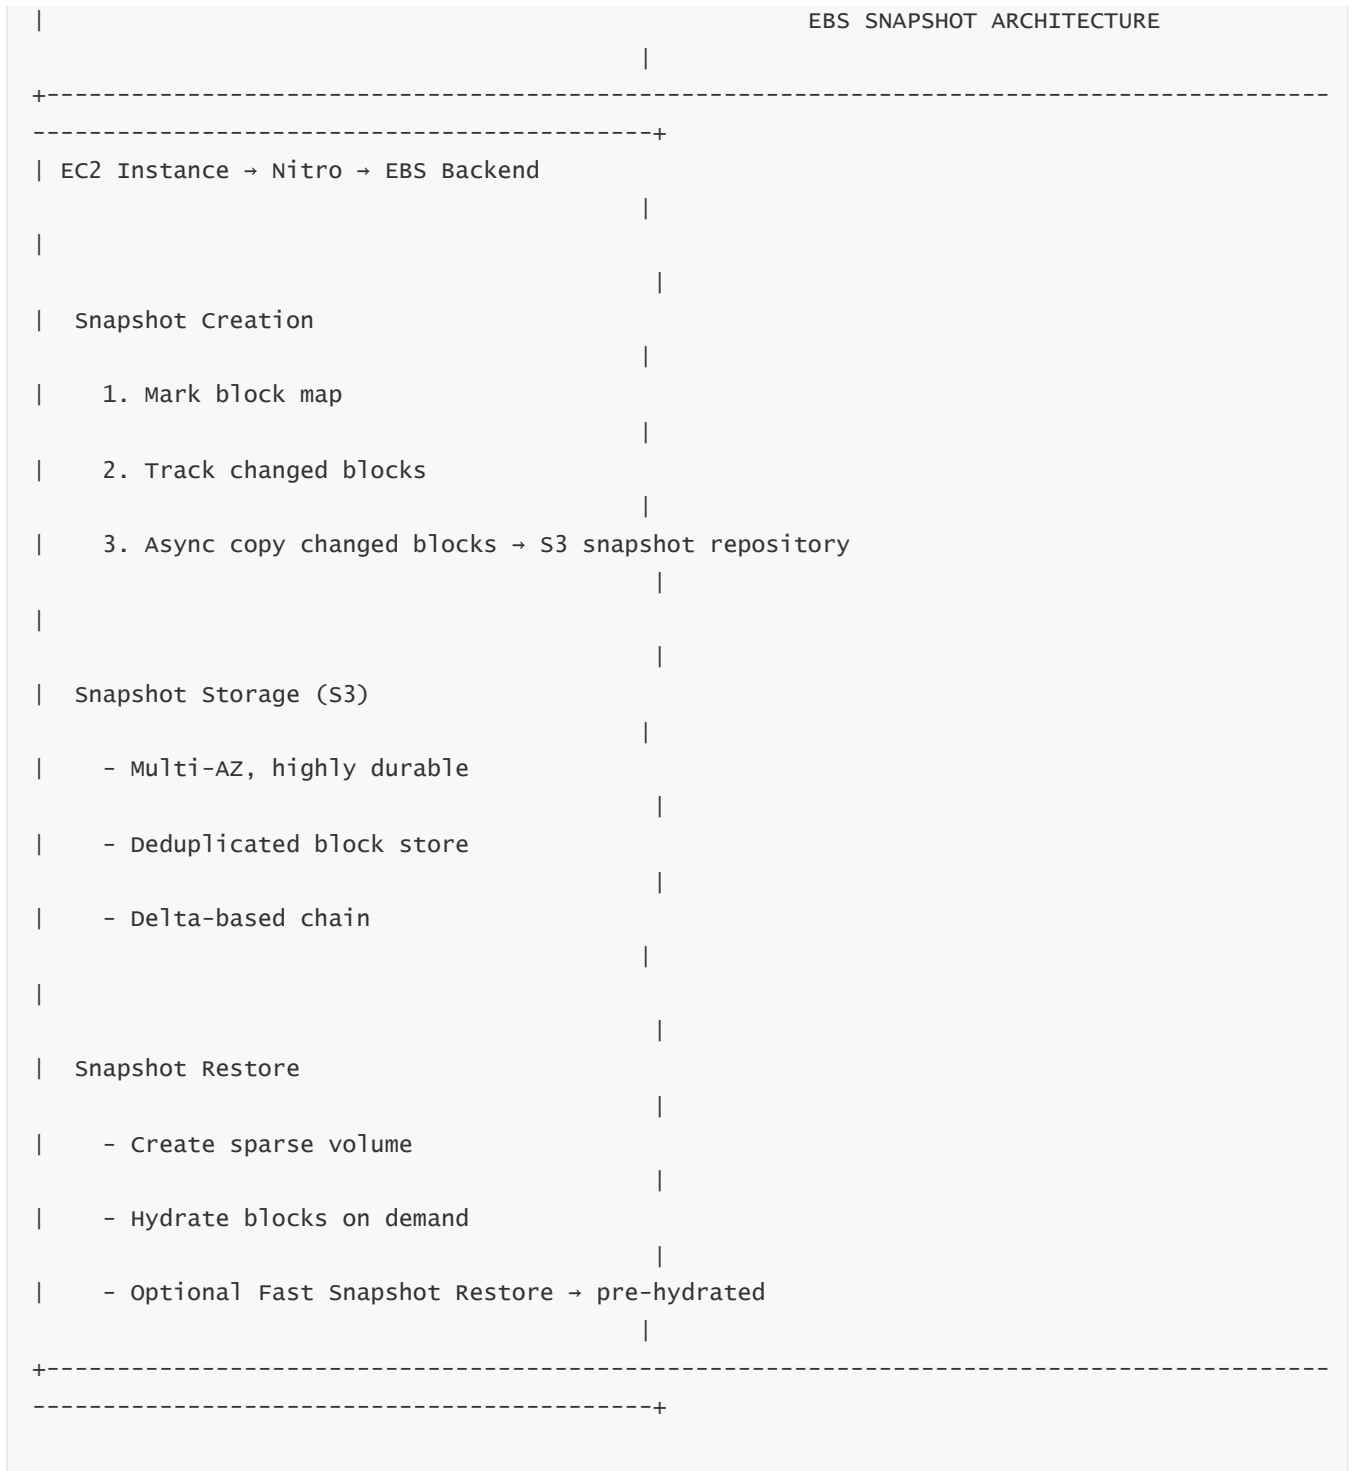 |                                                      EBS SNAPSHOT ARCHITECTURE
                                           |
+-------------------------------------------------------------------------------------------
--------------------------------------------+
| EC2 Instance → Nitro → EBS Backend
                                           |
|
                                            |
|  Snapshot Creation
                                           |
|    1. Mark block map
                                           |
|    2. Track changed blocks
                                           |
|    3. Async copy changed blocks → S3 snapshot repository
                                            |
|
                                            |
|  Snapshot Storage (S3)
                                           |
|    - Multi-AZ, highly durable
                                            |
|    - Deduplicated block store
                                            |
|    - Delta-based chain
                                           |
|
                                            |
|  Snapshot Restore
                                            |
|    - Create sparse volume
                                            |
|    - Hydrate blocks on demand
                                            |
|    - Optional Fast Snapshot Restore → pre-hydrated
                                           |
+-------------------------------------------------------------------------------------------
--------------------------------------------+